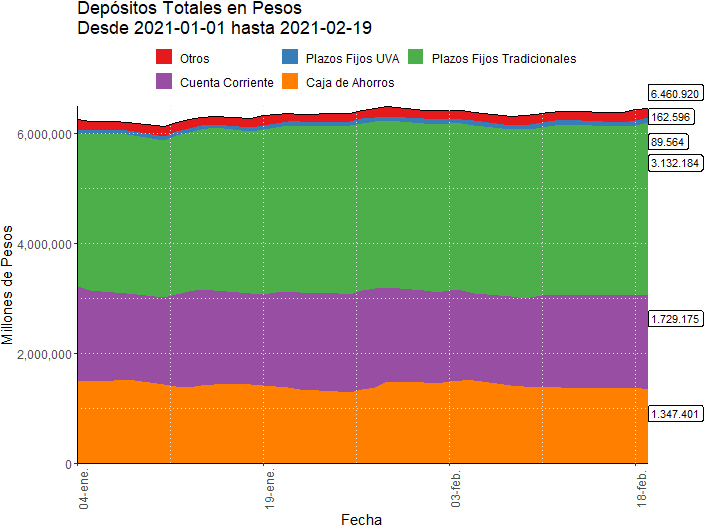 Depósitos Totales en Pesos
Desde 2021-01-01 hasta 2021-02-19
Otros
Plazos Fijos UVA
Plazos Fijos Tradicionales
Cuenta Corriente
Caja de Ahorros
6.460.920
162.596
89.564
3.132.184
1.729.175
1.347.401
Millones de Pesos
6,000,000
4,000,000
2,000,000
0
04-ene.
19-ene.
03-feb.
18-feb.
Fecha